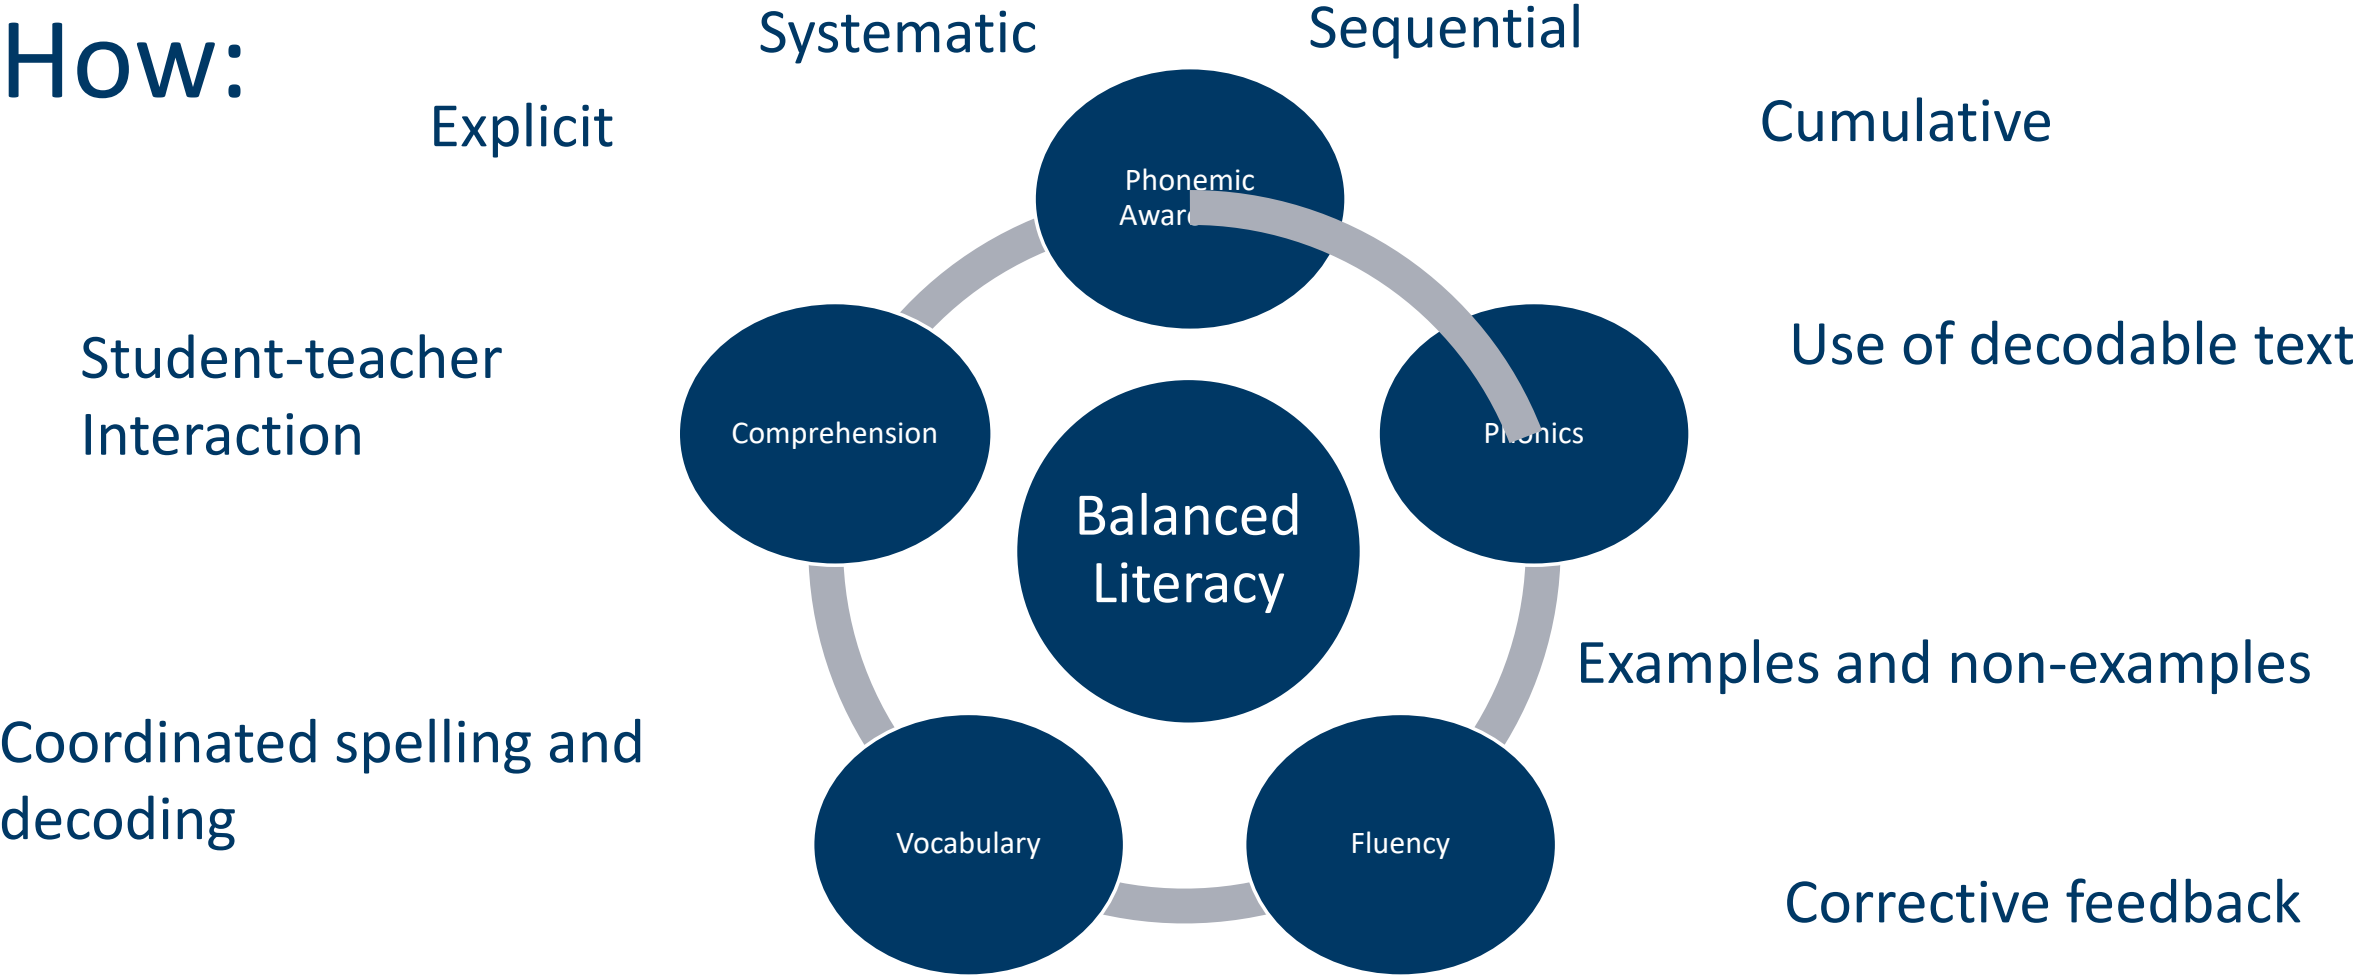 How:
Systematic
Sequential
Explicit
Cumulative
Phonemic
Student-teacher
Interaction
Use of decodable text
Comprehension
Balanced
Literacy
Examples and non-examples
Coordinated spelling and
decoding
Vocabulary
Fluency
Corrective feedback